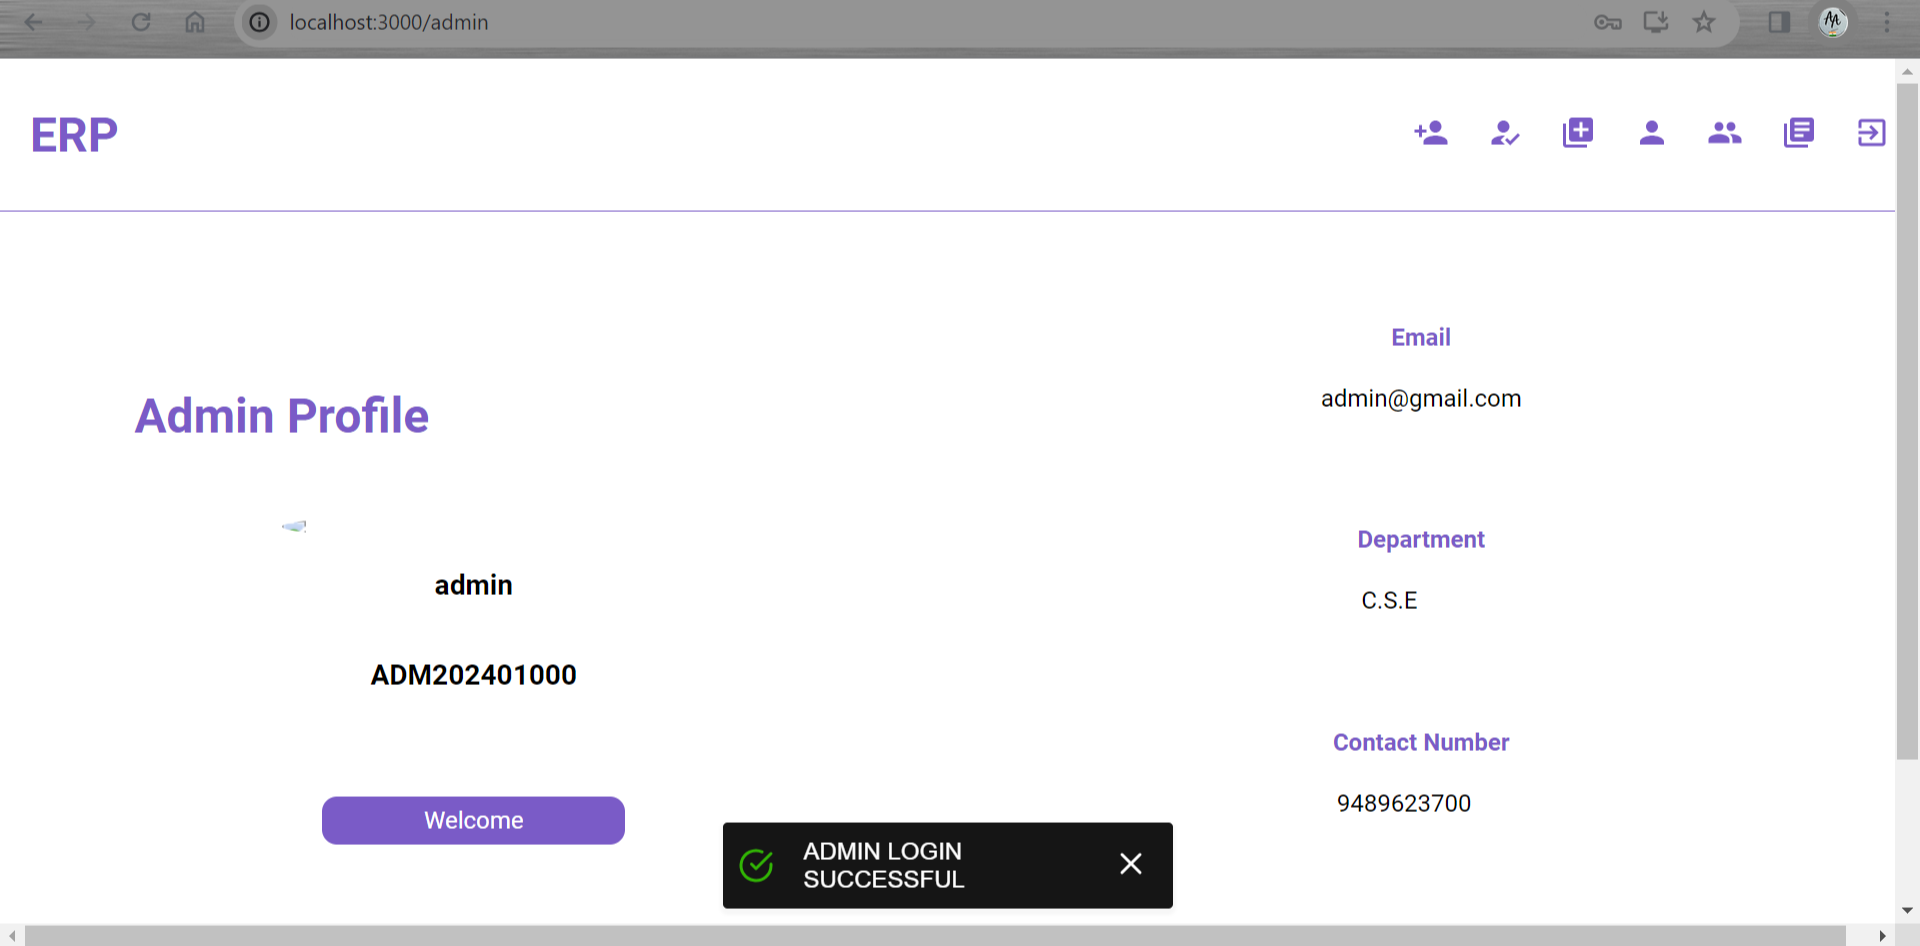 localhost:3000/admin
ERP
Admin Profile
admin
ADM202401000
Welcome
Email
admin@gmail.com
Department
C.S.E
Contact Number
9489623700
ADMIN LOGIN
SUCCESSFUL